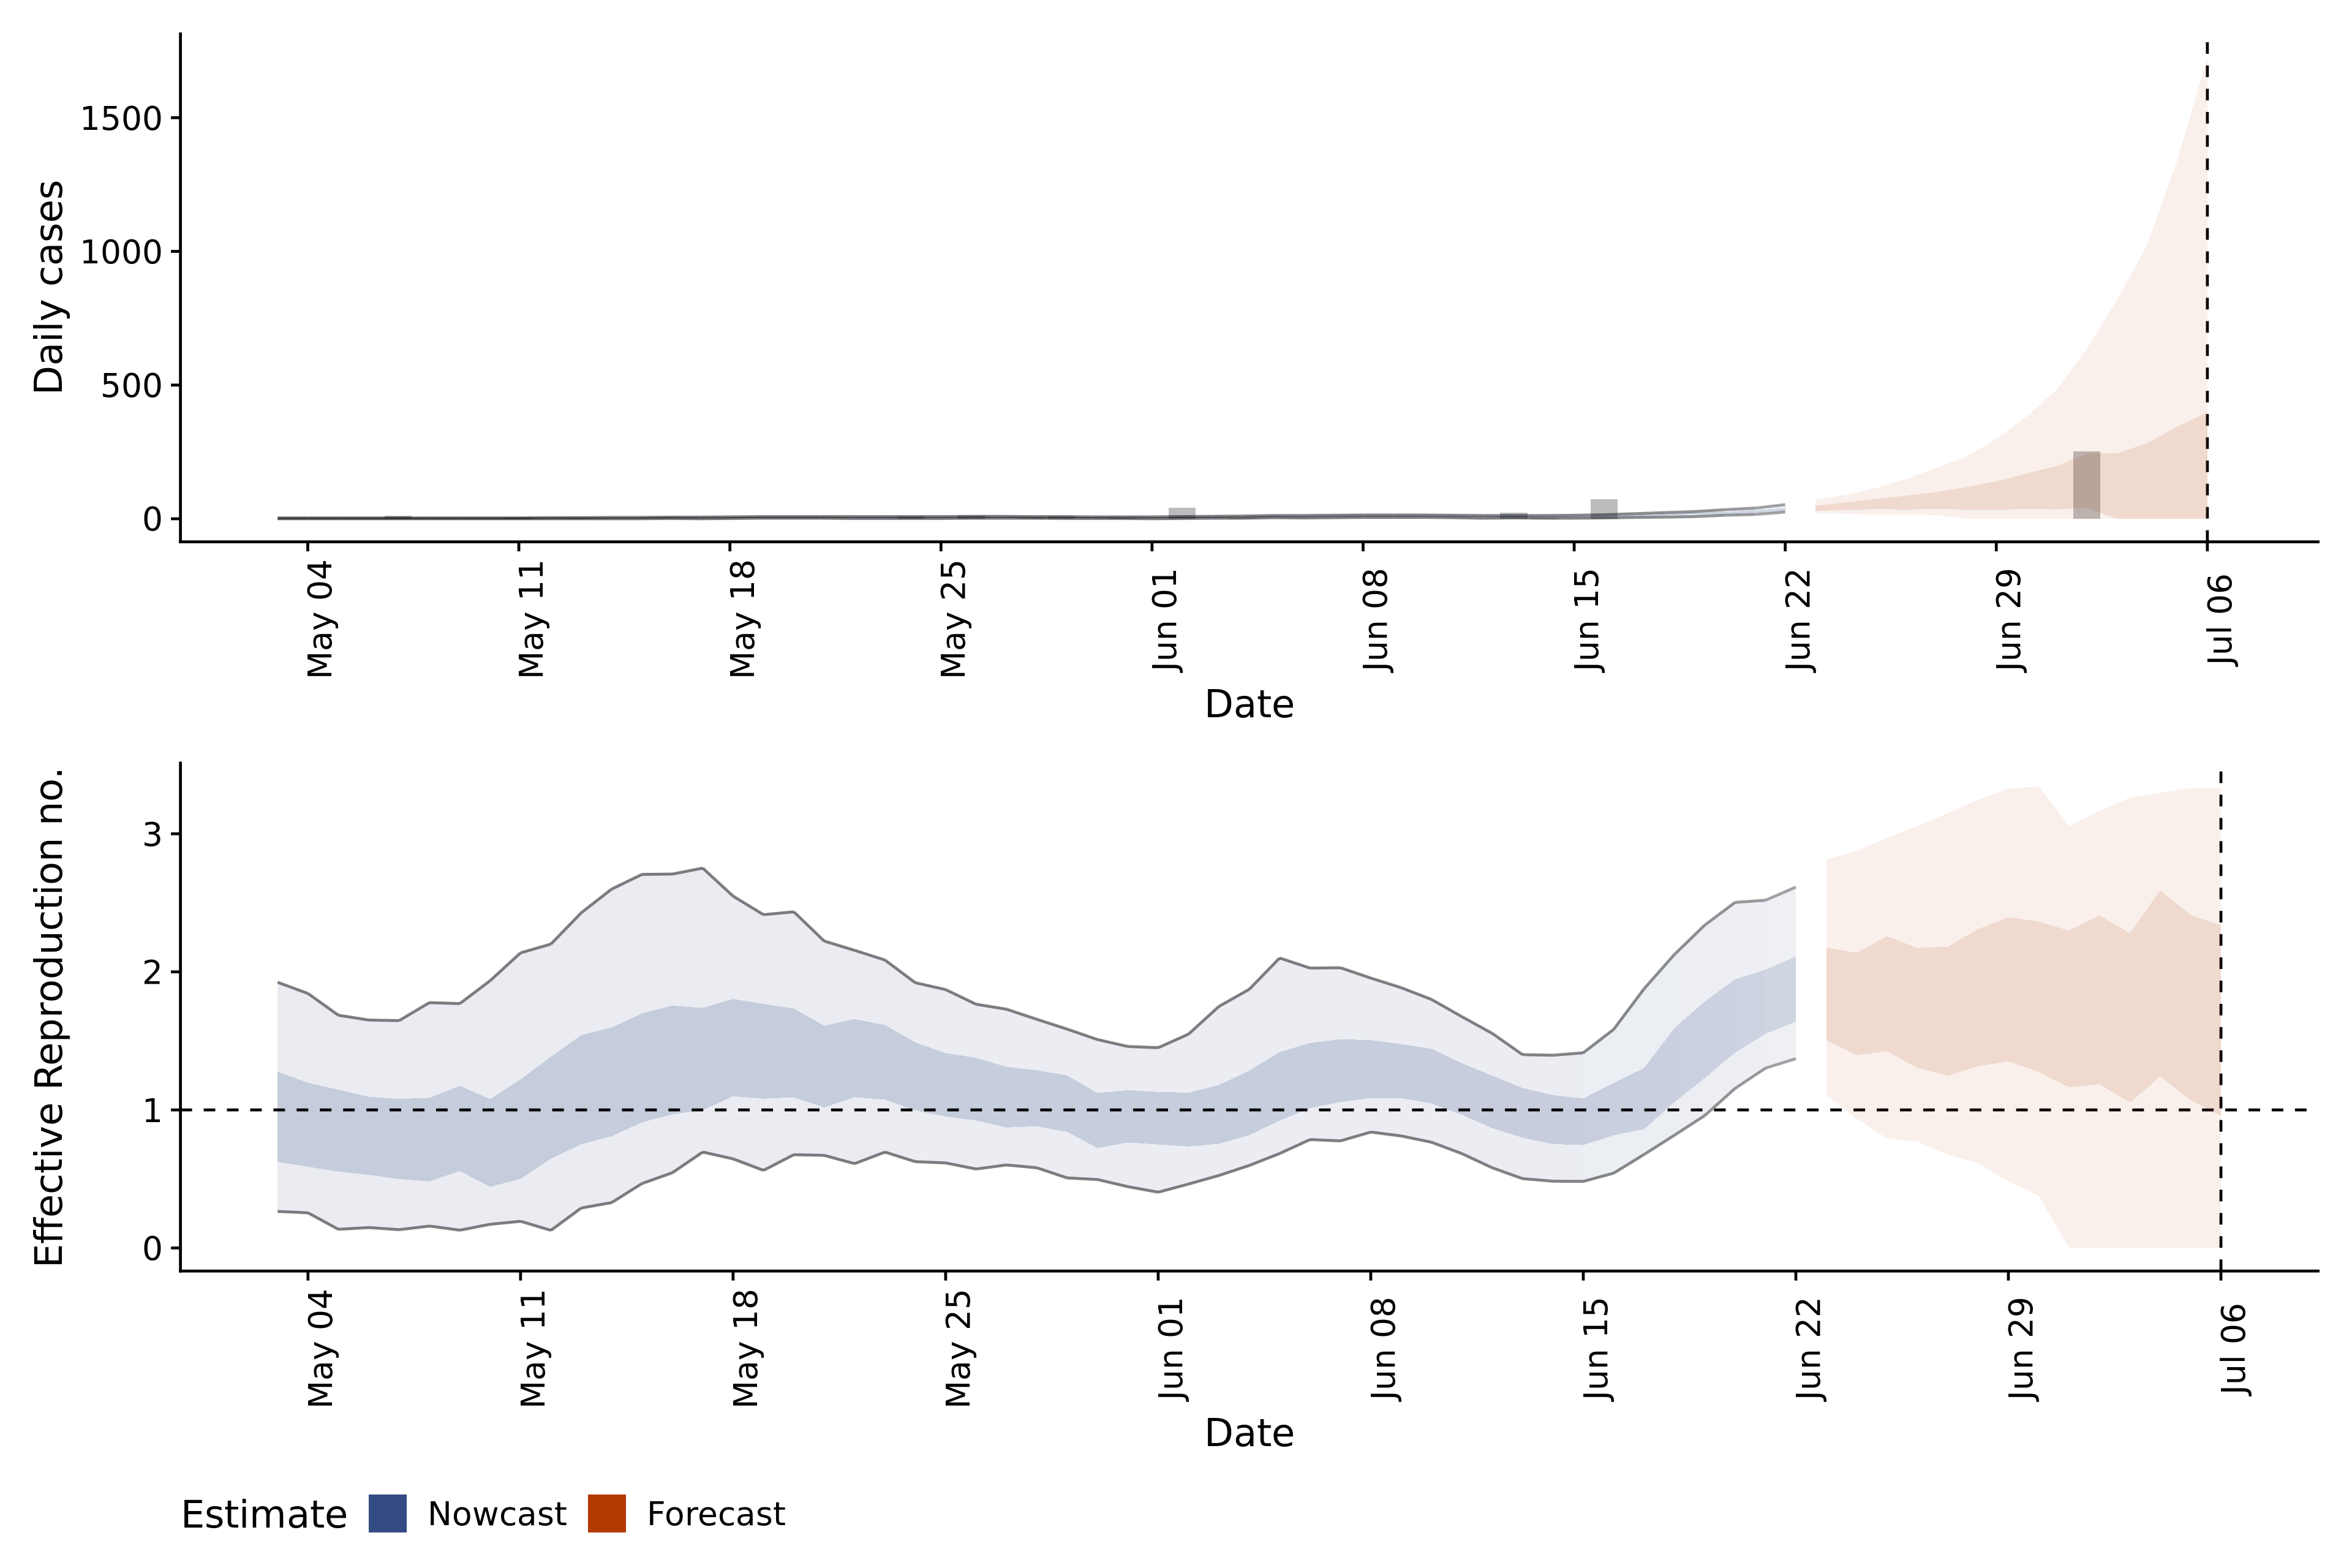 Daily cases
1500
1000
500
0
May 04 May 11 May 18 May 25 Jun 01 Jun 08 Jun 15 Jun 22 Jun 29 Jul 06
Date
Effective Reproduction no.
3
2
1
0
May 04 May 11 May 18 May 25 Jun 01 Jun 08 Jun 15 Jun 22 Jun 29 Jul 06
Date
Estimate Nowcast Forecast